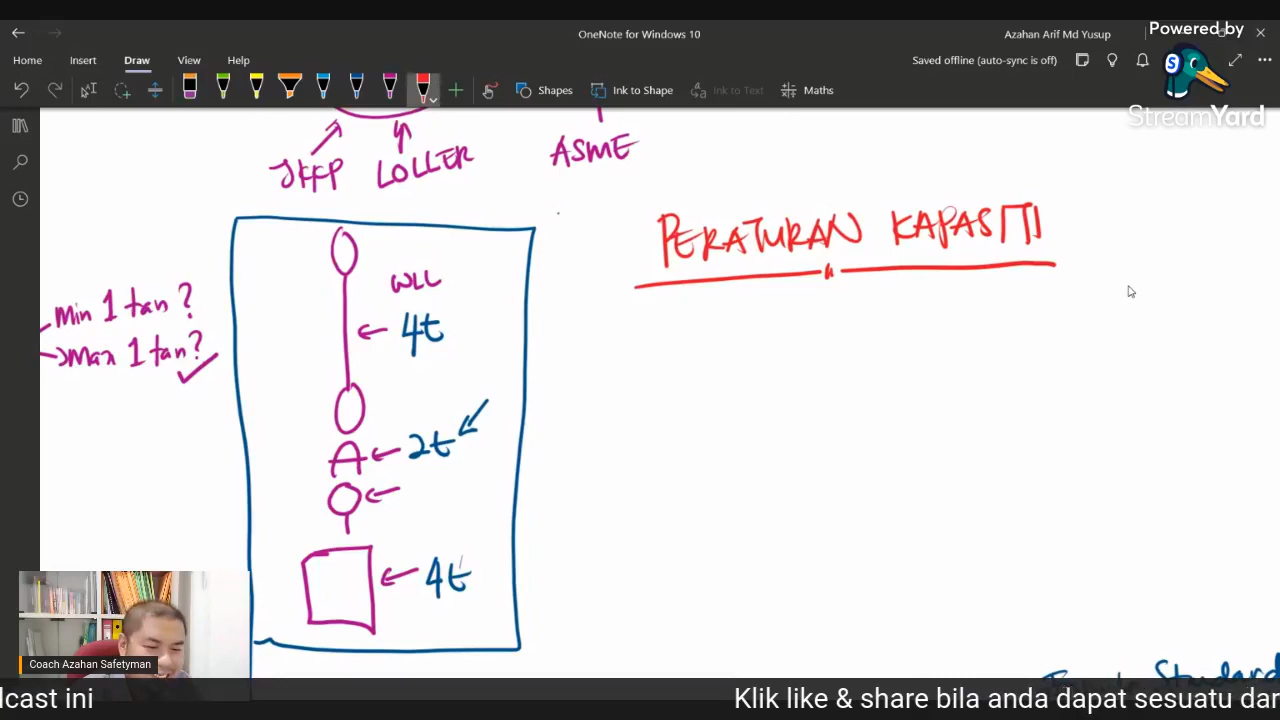 OneNote for Windows 10
Azahan Arif Md Yusup
Powered by
Home Insert Draw View Help
Saved offline (auto-sync is off)
Shapes
Ink to Shape
Ink to Text
Maths
StreamYard
JKKP
LOLLER
ASME
PERATURAN KAPASITI
WLL
min 1 tan?
max 1 tan?
4t
2t
4t
Coach Azahan Safetyman
Standard
dcast ini
Klik like & share bila anda dapat sesuatu dar